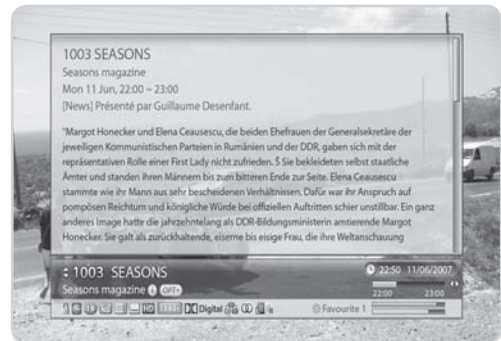 1003 SEASONS
Seasons magazine
Mon 11 Jun, 22:00 ~ 23:00
[News] Présenté par Guillaume Desenfant.
"Margot Honecker und Elena Ceausescu, die beiden Ehefrauen der Generalsekretäre der
jeweiligen Kommunistischen Parteien in Rumänien und der DDR, gaben sich mit der
repräsentativen Rolle einer First Lady nicht zufrieden. $ Sie bekleideten selbst staatliche
Ämter und standen ihren Männern bis zum bitteren Ende zur Seite. Elena Ceausescu
stammte wie ihr Mann aus sehr bescheidenen Verhältnissen. Dafür war ihr Anspruch auf
pompösen Reichtum und königliche Würde bei offiziellen Auftritten schier unstillbar. Ein ganz
anderes Image hatte die jahrzehntelang als DDR-Bildungsministerin amtierende Margot
Honecker. Sie galt als zurückhaltende, eiserne bis eisige Frau, die ihre Weltanschauung
1003 SEASONS
22:50 11/06/2007
Seasons magazine OPT+
22:00 23:00
HD Digital Favourite 1